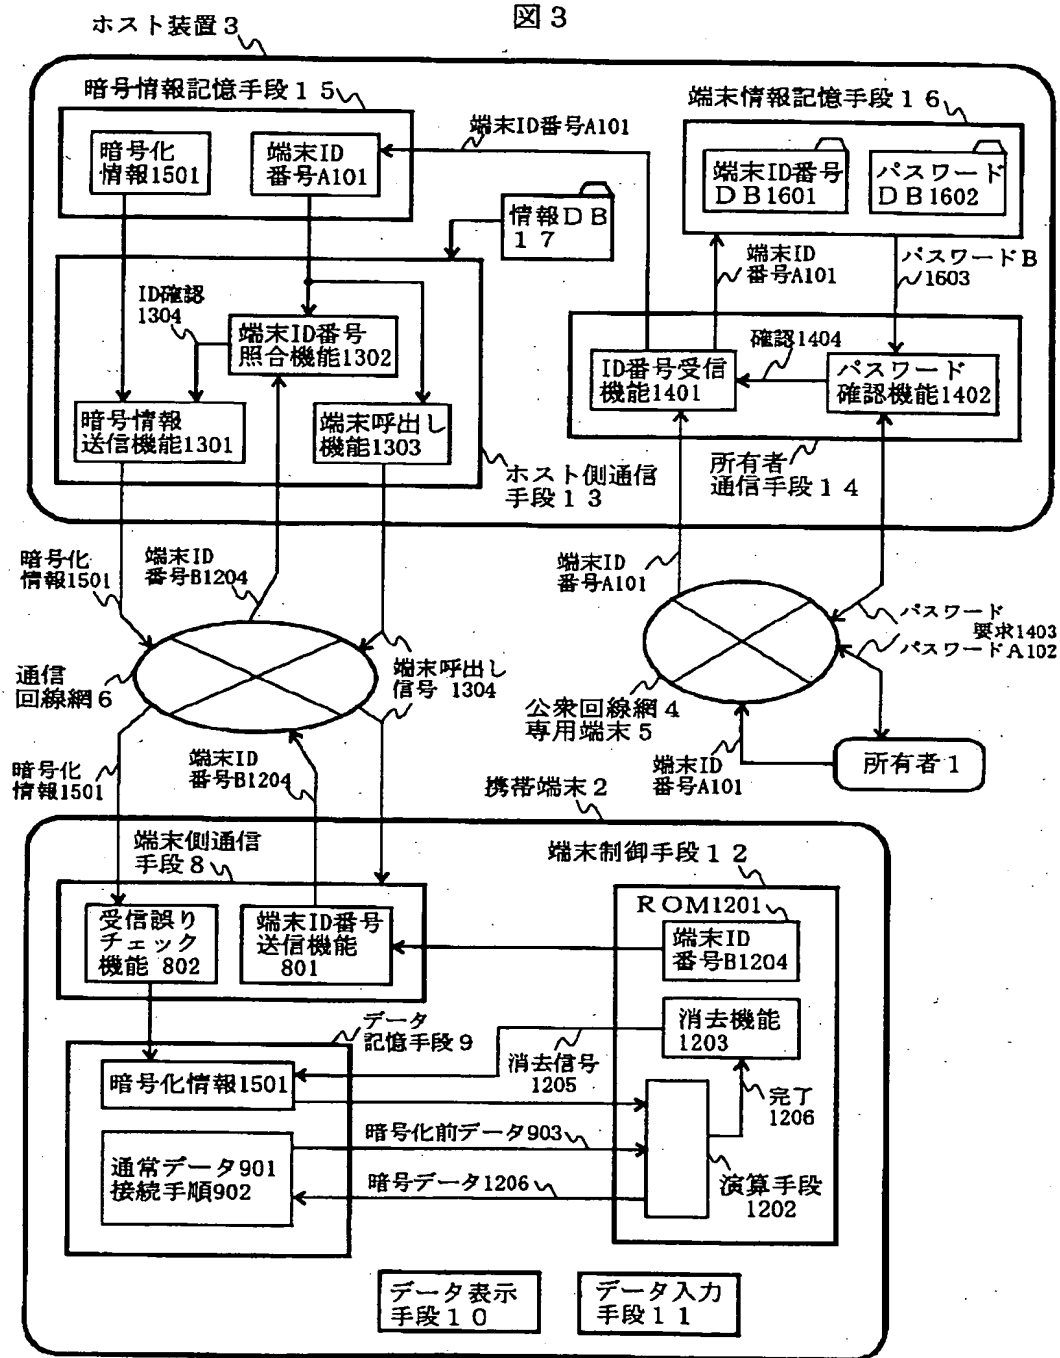 図3
ホスト装置3
暗号情報記憶手段15
暗号化
情報1501
端末ID
番号A101
端末ID番号A101
端末情報記憶手段16
端末ID番号
DB1601
パスワード
DB1602
情報DB
17
端末ID
番号A101
パスワードB
1603
ID確認
1304
端末ID番号
照合機能1302
暗号情報
送信機能1301
端末呼出し
機能1303
ホスト側通信
手段13
確認1404
ID番号受信
機能1401
パスワード
確認機能1402
所有者
通信手段14
暗号化
情報1501
端末ID
番号B1204
端末ID
番号A101
パスワード
要求1403
パスワードA102
通信
回線網6
端末呼出し
信号 1304
公衆回線網4
専用端末5
所有者1
暗号化
情報1501
端末ID
番号B1204
端末ID
番号A101
携帯端末2
端末側通信
手段8
端末制御手段12
受信誤り
チェック
機能 802
端末ID番号
送信機能
801
ROM1201
端末ID
番号B1204
消去機能
1203
データ
記憶手段9
暗号化情報1501
消去信号
1205
完了
1206
通常データ901
接続手順902
暗号化前データ903
暗号データ1206
演算手段
1202
データ表示
手段10
データ入力
手段11